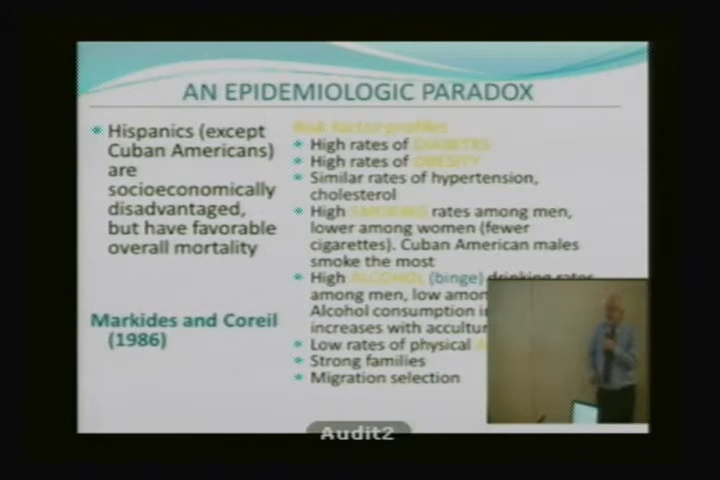 AN EPIDEMIOLOGIC PARADOX
Hispanics (except
Cuban Americans)
are
socioeconomically
disadvantaged,
but have favorable
overall mortality
Markides and Coreil
(1986)
Risk factor profiles
High rates of DIABETES
High rates of OBESITY
Similar rates of hypertension,
cholesterol
High SMOKING rates among men,
lower among women (fewer
cigarettes). Cuban American males
smoke the most
High ALCOHOL (binge) drinking rates
among men, low amon
Alcohol consumption i
increases with accultur
Low rates of physical
Strong families
Migration selection
Audit2